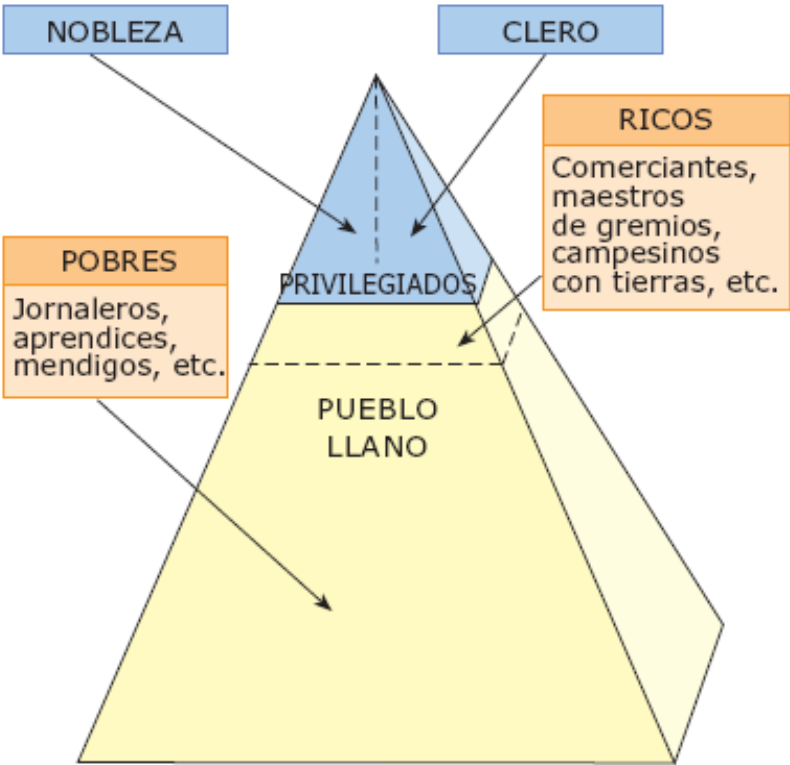 NOBLEZA
CLERO
RICOS
Comerciantes,
maestros
de gremios,
campesinos
con tierras, etc.
POBRES
Jornaleros,
aprendices,
mendigos, etc.
PRIVILEGIADOS
PUEBLO
LLANO